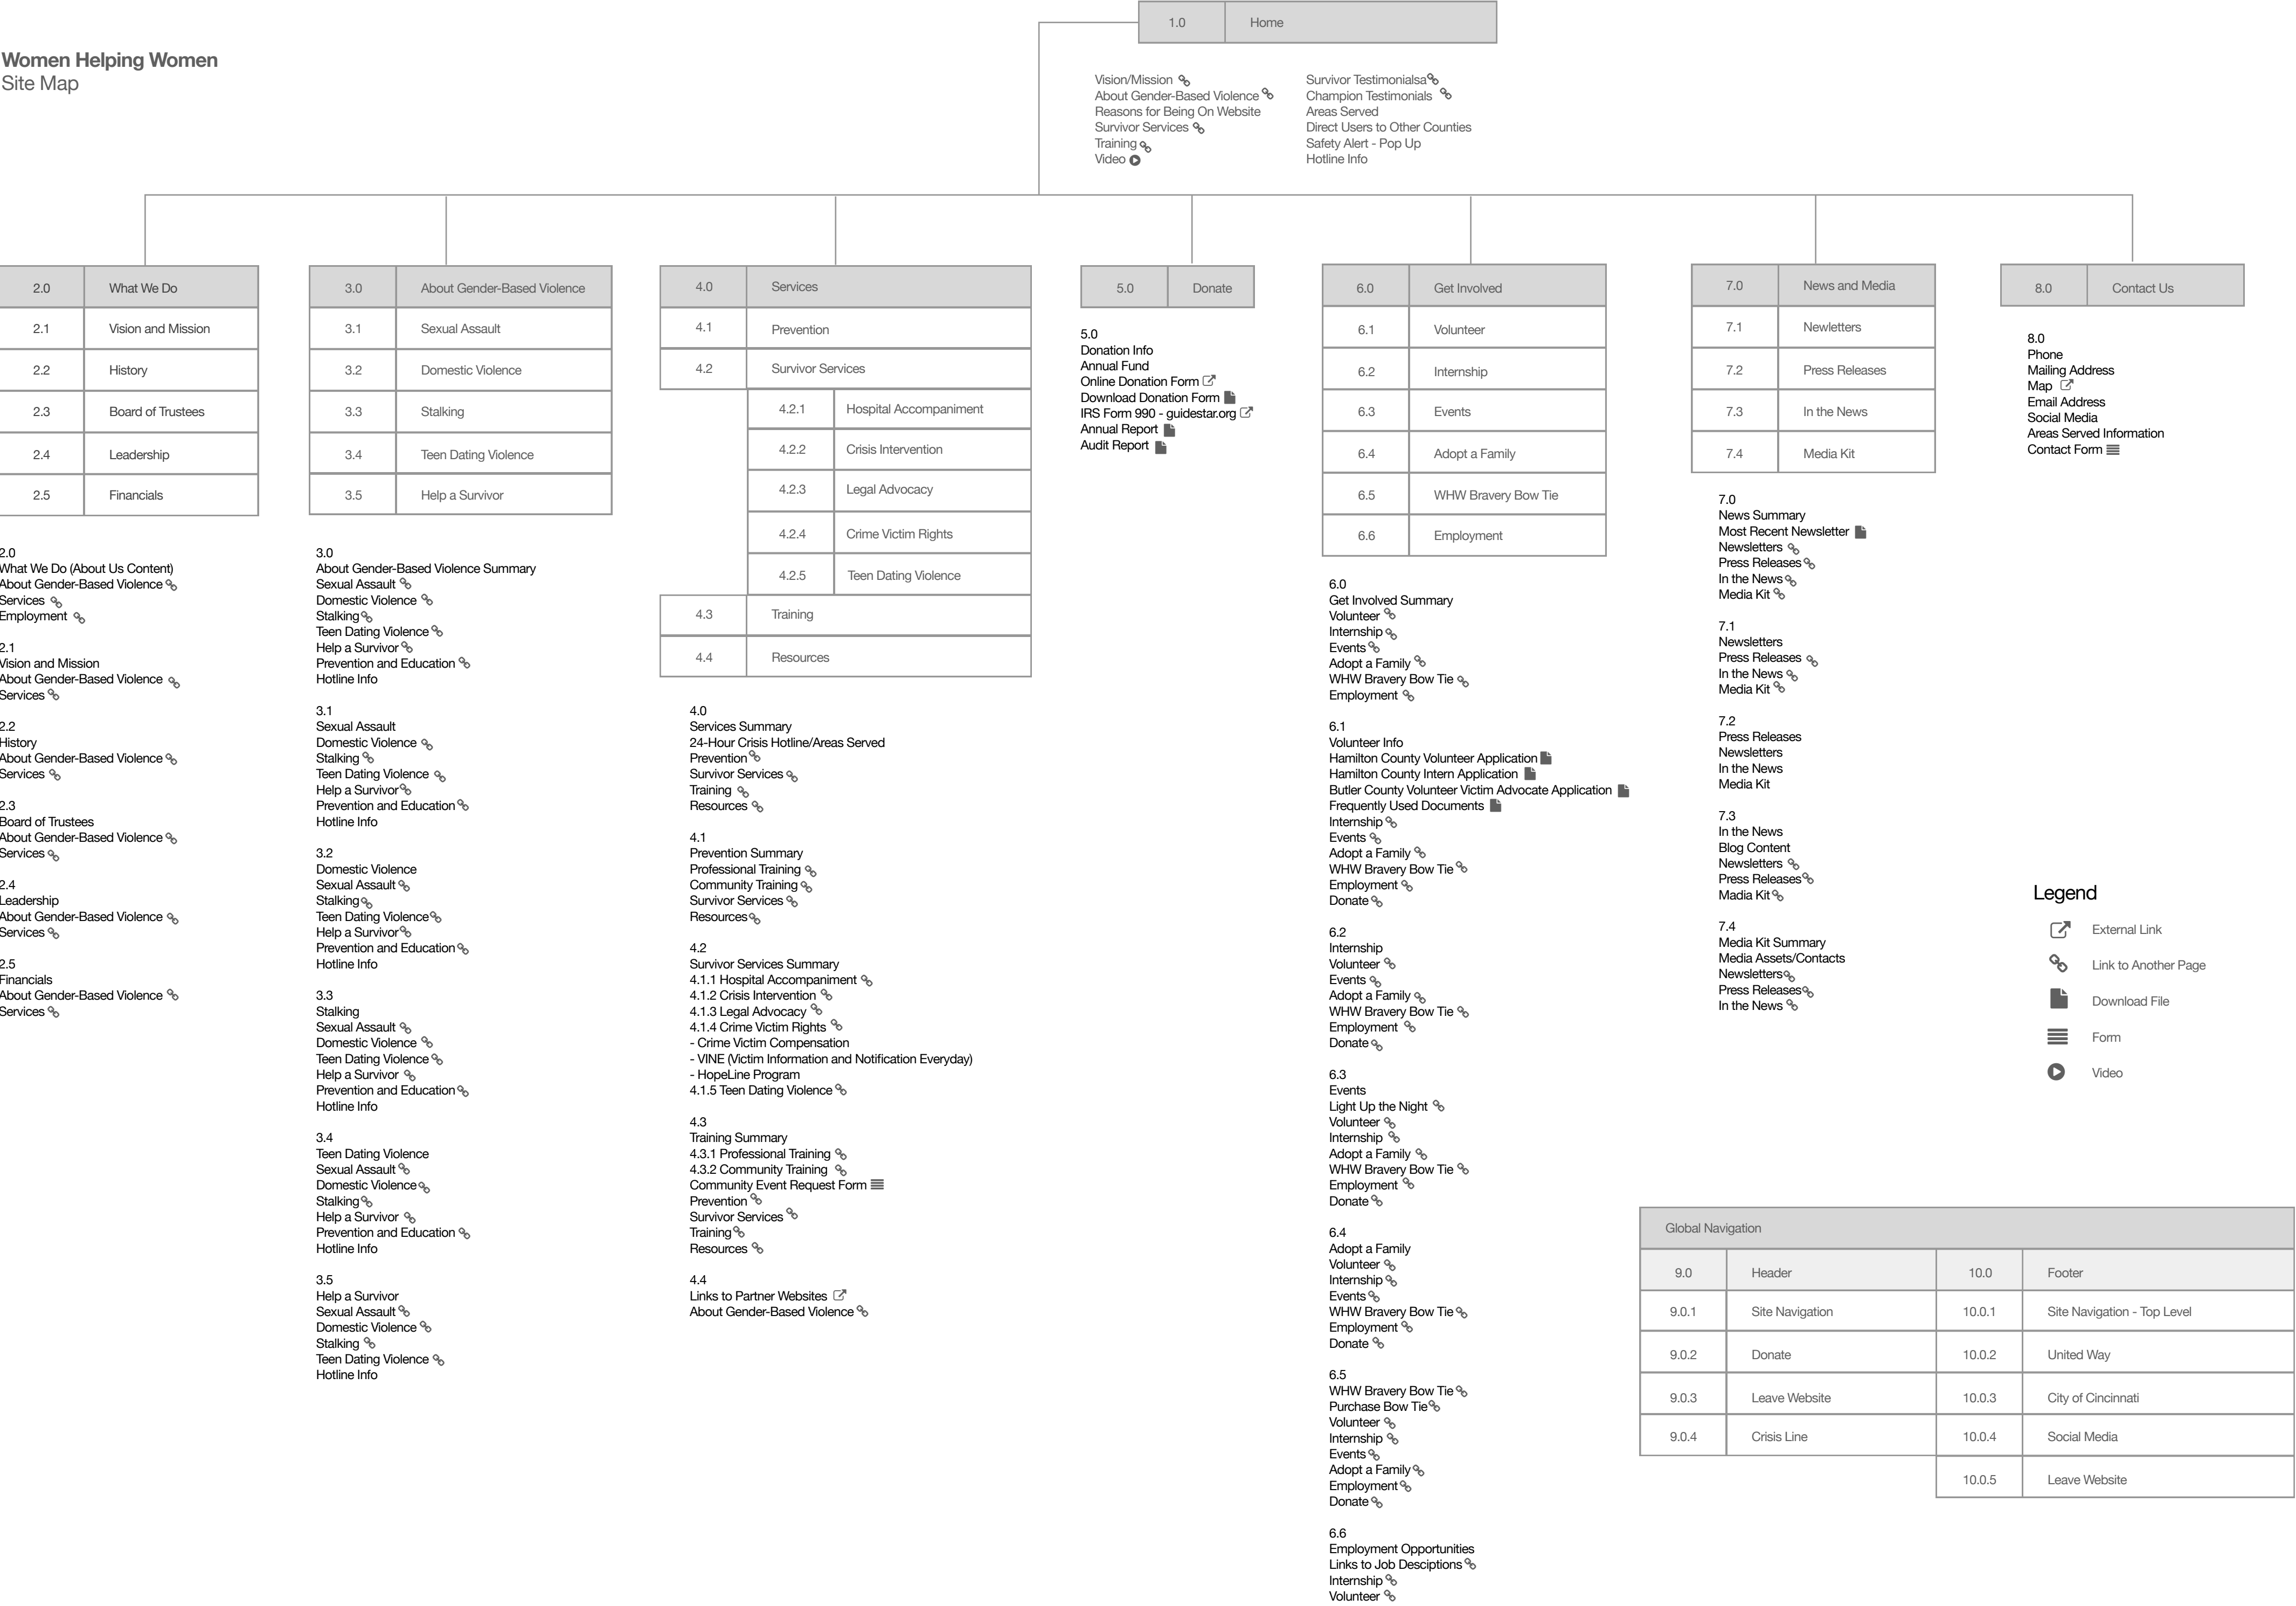 Women Helping Women
Site Map
1.0 Home
Vision/Mission
About Gender-Based Violence
Reasons for Being On Website
Survivor Services
Training
Video
Survivor Testimonialsa
Champion Testimonials
Areas Served
Direct Users to Other Counties
Safety Alert - Pop Up
Hotline Info
2.0 What We Do
2.1 Vision and Mission
2.2 History
2.3 Board of Trustees
2.4 Leadership
2.5 Financials
2.0
What We Do (About Us Content)
About Gender-Based Violence
Services
Employment
2.1
Vision and Mission
About Gender-Based Violence
Services
2.2
History
About Gender-Based Violence
Services
2.3
Board of Trustees
About Gender-Based Violence
Services
2.4
Leadership
About Gender-Based Violence
Services
2.5
Financials
About Gender-Based Violence
Services
3.0 About Gender-Based Violence
3.1 Sexual Assault
3.2 Domestic Violence
3.3 Stalking
3.4 Teen Dating Violence
3.5 Help a Survivor
3.0
About Gender-Based Violence Summary
Sexual Assault
Domestic Violence
Stalking
Teen Dating Violence
Help a Survivor
Prevention and Education
Hotline Info
3.1
Sexual Assault
Domestic Violence
Stalking
Teen Dating Violence
Help a Survivor
Prevention and Education
Hotline Info
3.2
Domestic Violence
Sexual Assault
Stalking
Teen Dating Violence
Help a Survivor
Prevention and Education
Hotline Info
3.3
Stalking
Sexual Assault
Domestic Violence
Teen Dating Violence
Help a Survivor
Prevention and Education
Hotline Info
3.4
Teen Dating Violence
Sexual Assault
Domestic Violence
Stalking
Help a Survivor
Prevention and Education
Hotline Info
3.5
Help a Survivor
Sexual Assault
Domestic Violence
Stalking
Teen Dating Violence
Hotline Info
4.0 Services
4.1 Prevention
4.2 Survivor Services
4.2.1 Hospital Accompaniment
4.2.2 Crisis Intervention
4.2.3 Legal Advocacy
4.2.4 Crime Victim Rights
4.2.5 Teen Dating Violence
4.3 Training
4.4 Resources
4.0
Services Summary
24-Hour Crisis Hotline/Areas Served
Prevention
Survivor Services
Training
Resources
4.1
Prevention Summary
Professional Training
Community Training
Survivor Services
Resources
4.2
Survivor Services Summary
4.1.1 Hospital Accompaniment
4.1.2 Crisis Intervention
4.1.3 Legal Advocacy
4.1.4 Crime Victim Rights
- Crime Victim Compensation
- VINE (Victim Information and Notification Everyday)
- HopeLine Program
4.1.5 Teen Dating Violence
4.3
Training Summary
4.3.1 Professional Training
4.3.2 Community Training
Community Event Request Form
Prevention
Survivor Services
Training
Resources
4.4
Links to Partner Websites
About Gender-Based Violence
5.0 Donate
5.0
Donation Info
Annual Fund
Online Donation Form
Download Donation Form
IRS Form 990 - guidestar.org
Annual Report
Audit Report
6.0 Get Involved
6.1 Volunteer
6.2 Internship
6.3 Events
6.4 Adopt a Family
6.5 WHW Bravery Bow Tie
6.6 Employment
6.0
Get Involved Summary
Volunteer
Internship
Events
Adopt a Family
WHW Bravery Bow Tie
Employment
6.1
Volunteer Info
Hamilton County Volunteer Application
Hamilton County Intern Application
Butler County Volunteer Victim Advocate Application
Frequently Used Documents
Internship
Events
Adopt a Family
WHW Bravery Bow Tie
Employment
Donate
6.2
Internship
Volunteer
Events
Adopt a Family
WHW Bravery Bow Tie
Employment
Donate
6.3
Events
Light Up the Night
Volunteer
Internship
Adopt a Family
WHW Bravery Bow Tie
Employment
Donate
6.4
Adopt a Family
Volunteer
Internship
Events
WHW Bravery Bow Tie
Employment
Donate
6.5
WHW Bravery Bow Tie
Purchase Bow Tie
Volunteer
Internship
Events
Adopt a Family
Employment
Donate
6.6
Employment Opportunities
Links to Job Desciptions
Internship
Volunteer
7.0 News and Media
7.1 Newletters
7.2 Press Releases
7.3 In the News
7.4 Media Kit
7.0
News Summary
Most Recent Newsletter
Newsletters
Press Releases
In the News
Media Kit
7.1
Newsletters
Press Releases
In the News
Media Kit
7.2
Press Releases
Newsletters
In the News
Media Kit
7.3
In the News
Blog Content
Newsletters
Press Releases
Madia Kit
7.4
Media Kit Summary
Media Assets/Contacts
Newsletters
Press Releases
In the News
8.0 Contact Us
8.0
Phone
Mailing Address
Map
Email Address
Social Media
Areas Served Information
Contact Form
Legend
External Link
Link to Another Page
Download File
Form
Video
Global Navigation
9.0 Header 10.0 Footer
9.0.1 Site Navigation 10.0.1 Site Navigation - Top Level
9.0.2 Donate 10.0.2 United Way
9.0.3 Leave Website 10.0.3 City of Cincinnati
9.0.4 Crisis Line 10.0.4 Social Media
10.0.5 Leave Website